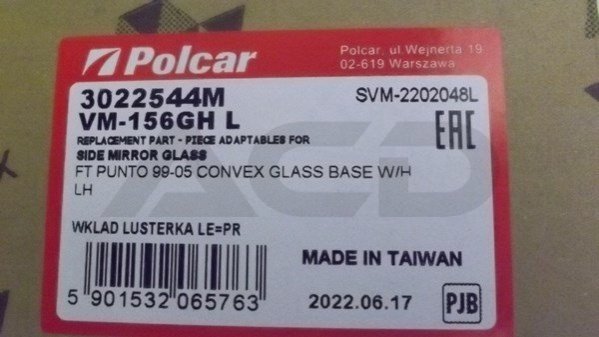 Polcar
Polcar, ul.Wejnerta 19
02-619 Warszawa
3022544M
SVM-2202048L
VM-156GH L
EAC
REPLACEMENT PART - PIECE ADAPTABLES FOR
SIDE MIRROR GLASS
FT PUNTO 99-05 CONVEX GLASS BASE W/H
LH
ACD
WKLAD LUSTERKA LE=PR
MADE IN TAIWAN
5 901532 065763
2022.06.17
PJB